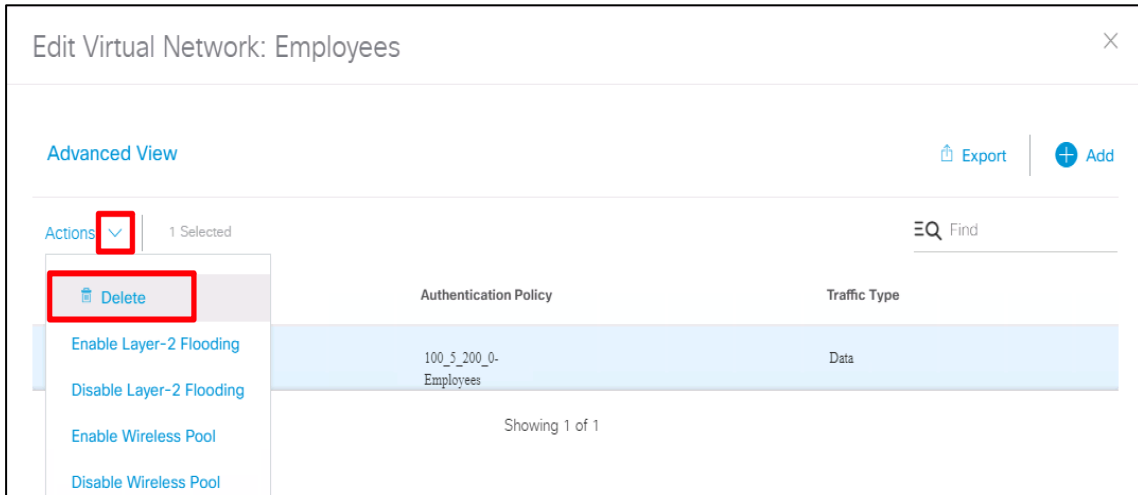 Edit Virtual Network: Employees
Advanced View
Export
Add
Actions
1 Selected
Find
Delete
Authentication Policy
Traffic Type
Enable Layer-2 Flooding
100_5_200_0-
Employees
Data
Disable Layer-2 Flooding
Showing 1 of 1
Enable Wireless Pool
Disable Wireless Pool